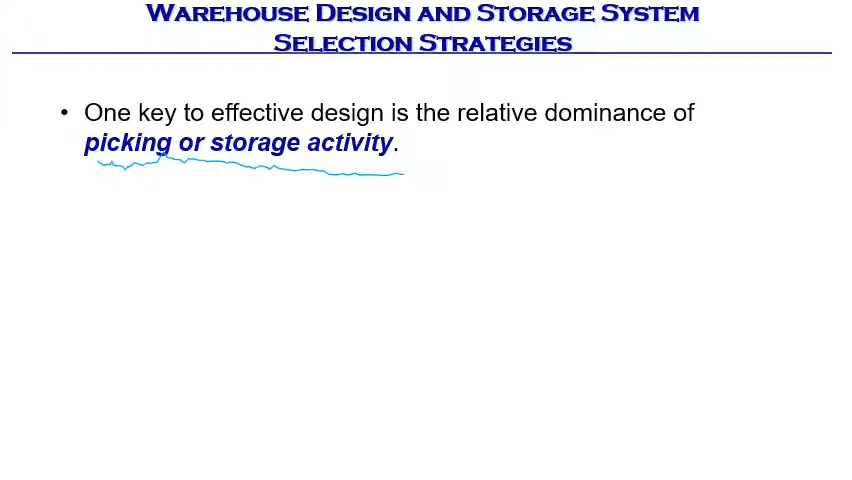 WAREHOUSE DESIGN AND STORAGE SYSTEM
SELECTION STRATEGIES
• One key to effective design is the relative dominance of
picking or storage activity.